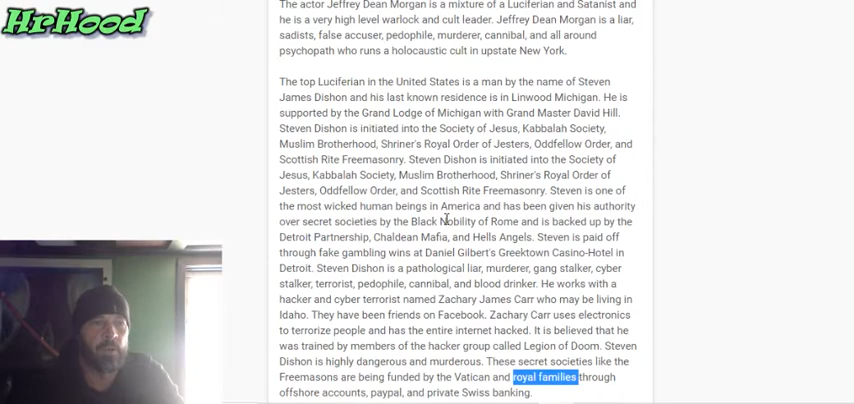 HrHood
The actor Jeffrey Dean Morgan is a mixture of a Luciferian and Satanist and
he is a very high level warlock and cult leader. Jeffrey Dean Morgan is a liar,
sadists, false accuser, pedophile, murderer, cannibal, and all around
psychopath who runs a holocaustic cult in upstate New York.
The top Luciferian in the United States is a man by the name of Steven
James Dishon and his last known residence is in Linwood Michigan. He is
supported by the Grand Lodge of Michigan with Grand Master David Hill.
Steven Dishon is initiated into the Society of Jesus, Kabbalah Society,
Muslim Brotherhood, Shriner's Royal Order of Jesters, Oddfellow Order, and
Scottish Rite Freemasonry. Steven Dishon is initiated into the Society of
Jesus, Kabbalah Society, Muslim Brotherhood, Shriner's Royal Order of
Jesters, Oddfellow Order, and Scottish Rite Freemasonry. Steven is one of
the most wicked human beings in America and has been given his authority
over secret societies by the Black Nobility of Rome and is backed up by the
Detroit Partnership, Chaldean Mafia, and Hells Angels. Steven is paid off
through fake gambling wins at Daniel Gilbert's Greektown Casino-Hotel in
Detroit. Steven Dishon is a pathological liar, murderer, gang stalker, cyber
stalker, terrorist, pedophile, cannibal, and blood drinker. He works with a
hacker and cyber terrorist named Zachary James Carr who may be living in
Idaho. They have been friends on Facebook. Zachary Carr uses electronics
to terrorize people and has the entire internet hacked. It is believed that he
was trained by members of the hacker group called Legion of Doom. Steven
Dishon is highly dangerous and murderous. These secret societies like the
Freemasons are being funded by the Vatican and royal families through
offshore accounts, paypal, and private Swiss banking.